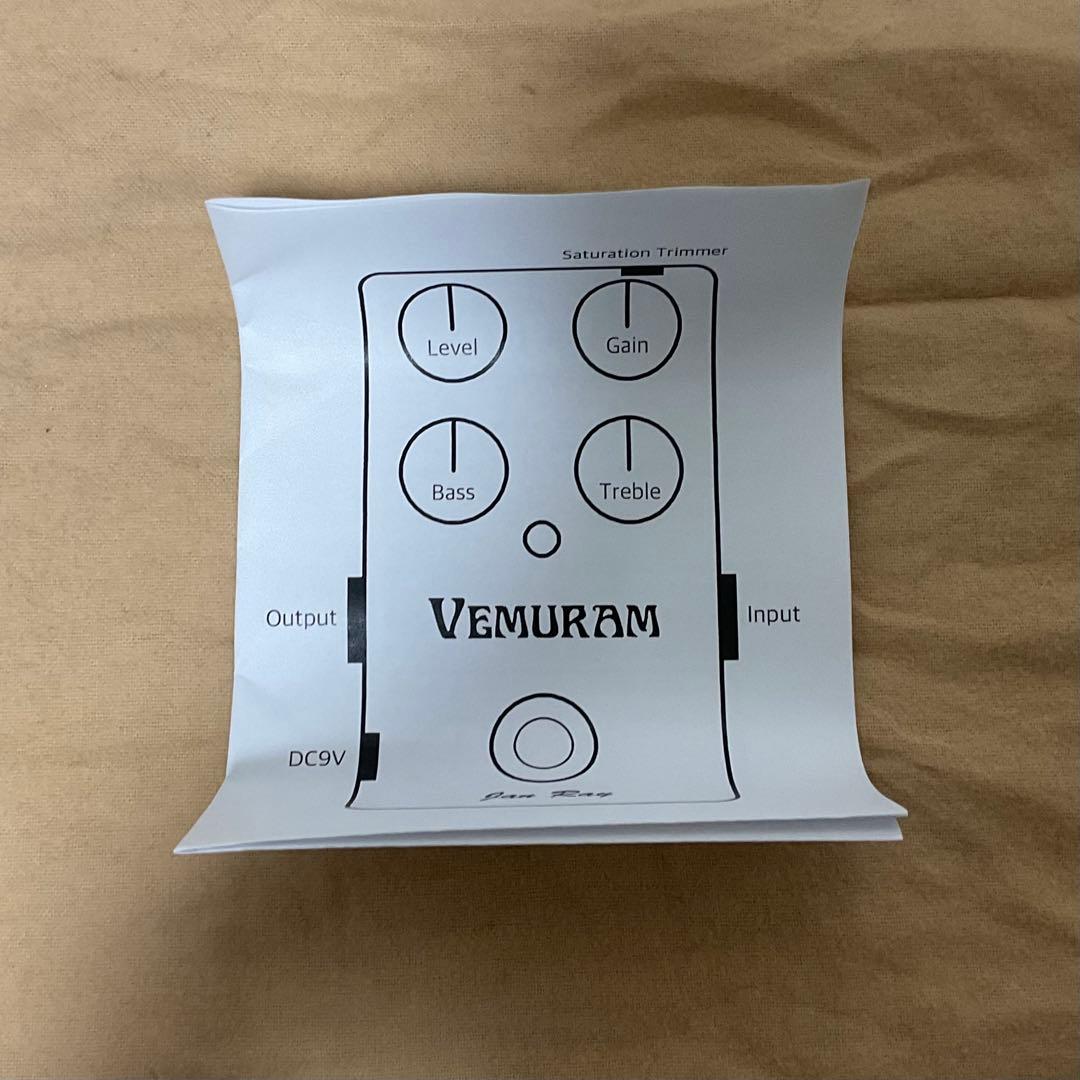 Saturation Trimmer
Level
Gain
Bass
Treble
Output
VEMURAM
Input
DC9V
Jan Ray